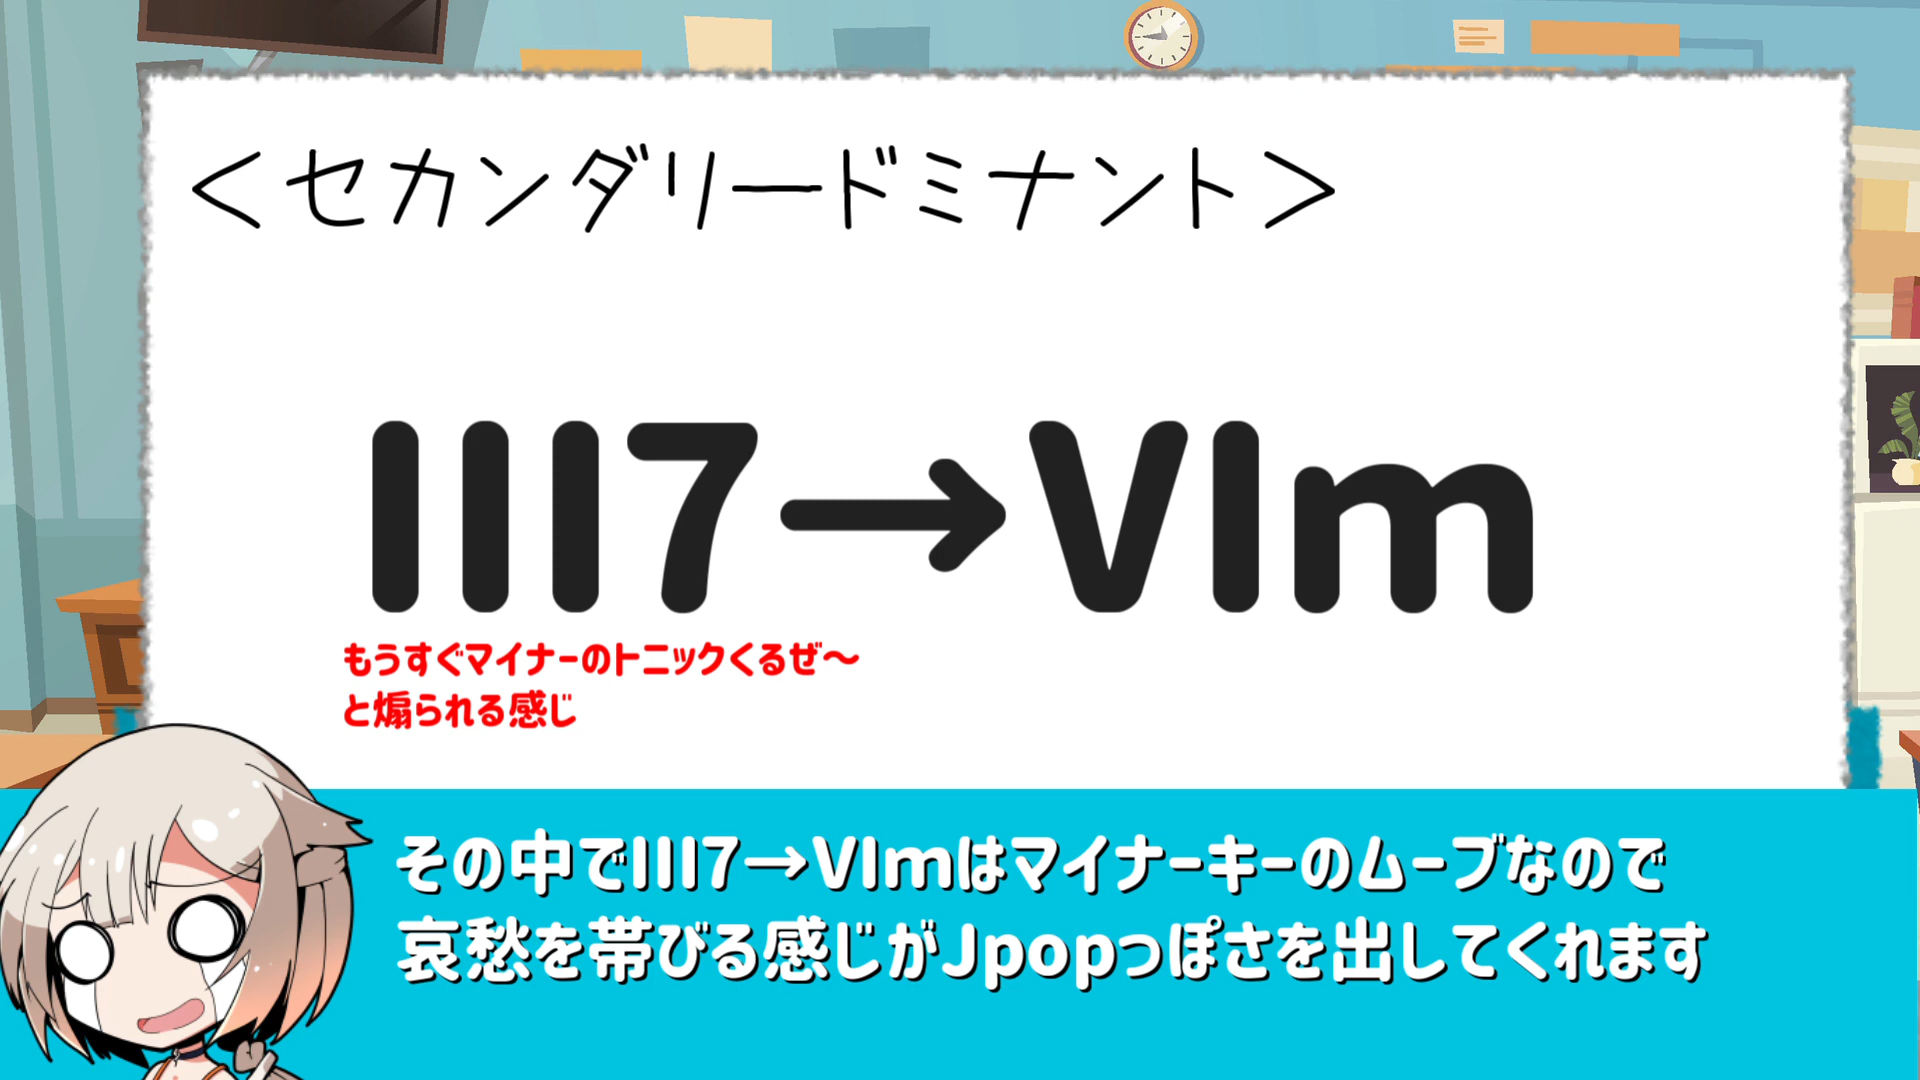 ＜セカンダリードミナント＞
III7→VIm
もうすぐマイナーのトニックくるぜ～
と煽られる感じ
その中でIII7→VImはマイナーキーのムーブなので
哀愁を帯びる感じがJpopっぽさを出してくれます